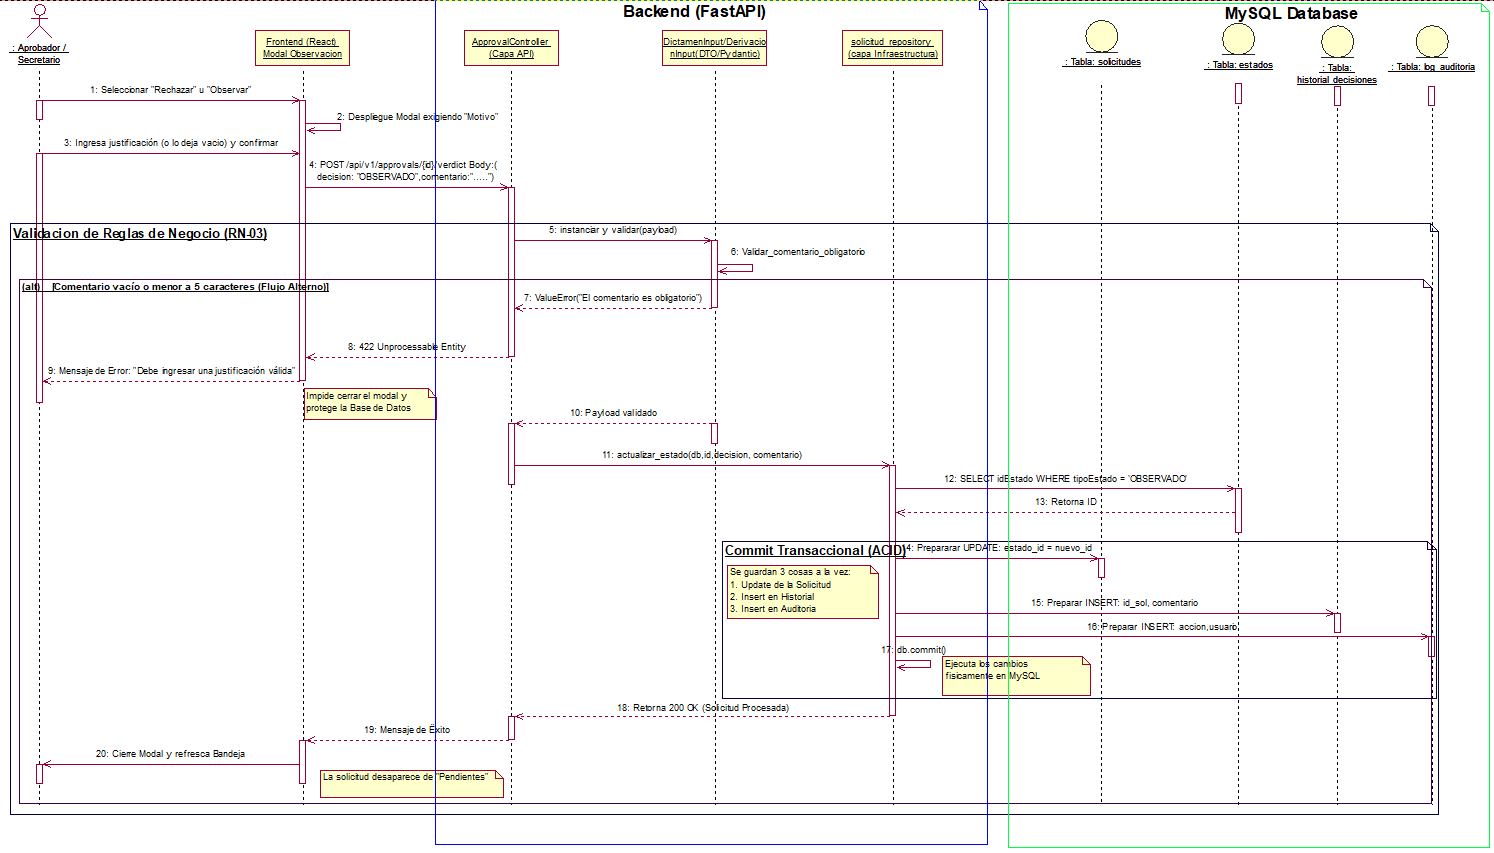 Backend (FastAPI)
MySQL Database
: Aprobador /
Secretario
Frontend (React)
Modal Observacion
ApprovalController
(Capa API)
DictamenInput/Derivacio
nInput(DTO/Pydantic)
solicitud_repository
(capa Infraestructura)
: Tabla: solicitudes
: Tabla: estados
: Tabla:
historial decisiones
: Tabla: log_auditoria
1: Seleccionar "Rechazar" u "Observar"
2: Despliegue Modal exigiendo "Motivo"
3: Ingresa justificación (o lo deja vacio) y confirmar
4: POST /api/v1/approvals/{id}/verdict Body:(
decision: "OBSERVADO",comentario:".....")
Validacion de Reglas de Negocio (RN-03)
5: instanciar y validar(payload)
6: Validar_comentario_obligatorio
(alt) [Comentario vacío o menor a 5 caracteres (Flujo Alterno)]
7: ValueError("El comentario es obligatorio")
8: 422 Unprocessable Entity
9: Mensaje de Error: "Debe ingresar una justificación válida"
Impide cerrar el modal y
protege la Base de Datos
10: Payload validado
11: actualizar_estado(db,id,decision, comentario)
12: SELECT idEstado WHERE tipoEstado = 'OBSERVADO'
13: Retorna ID
Commit Transaccional (ACID)
14: Prepararar UPDATE: estado_id = nuevo_id
Se guardan 3 cosas a la vez:
1. Update de la Solicitud
2. Insert en Historial
3. Insert en Auditoria
15: Preparar INSERT: id_sol, comentario
16: Preparar INSERT: accion,usuario
17: db.commit()
Ejecuta los cambios
fisicamente en MySQL
18: Retorna 200 OK (Solicitud Procesada)
19: Mensaje de Ëxito
20: Cierre Modal y refresca Bandeja
La solicitud desaparece de "Pendientes"